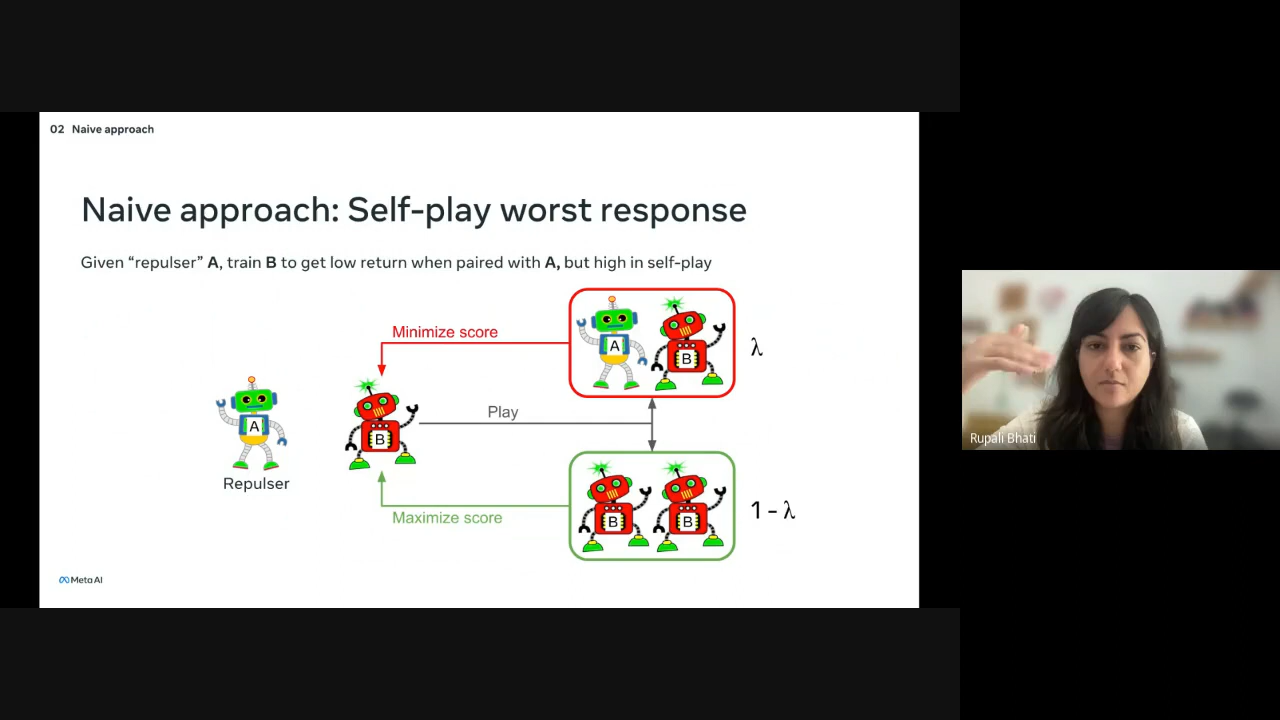 02 Naive approach
Naive approach: Self-play worst response
Given “repulser” A, train B to get low return when paired with A, but high in self-play
Minimize score
A
B
λ
A
B
Play
Repulser
Maximize score
B
B
1 - λ
Meta AI
Rupali Bhati